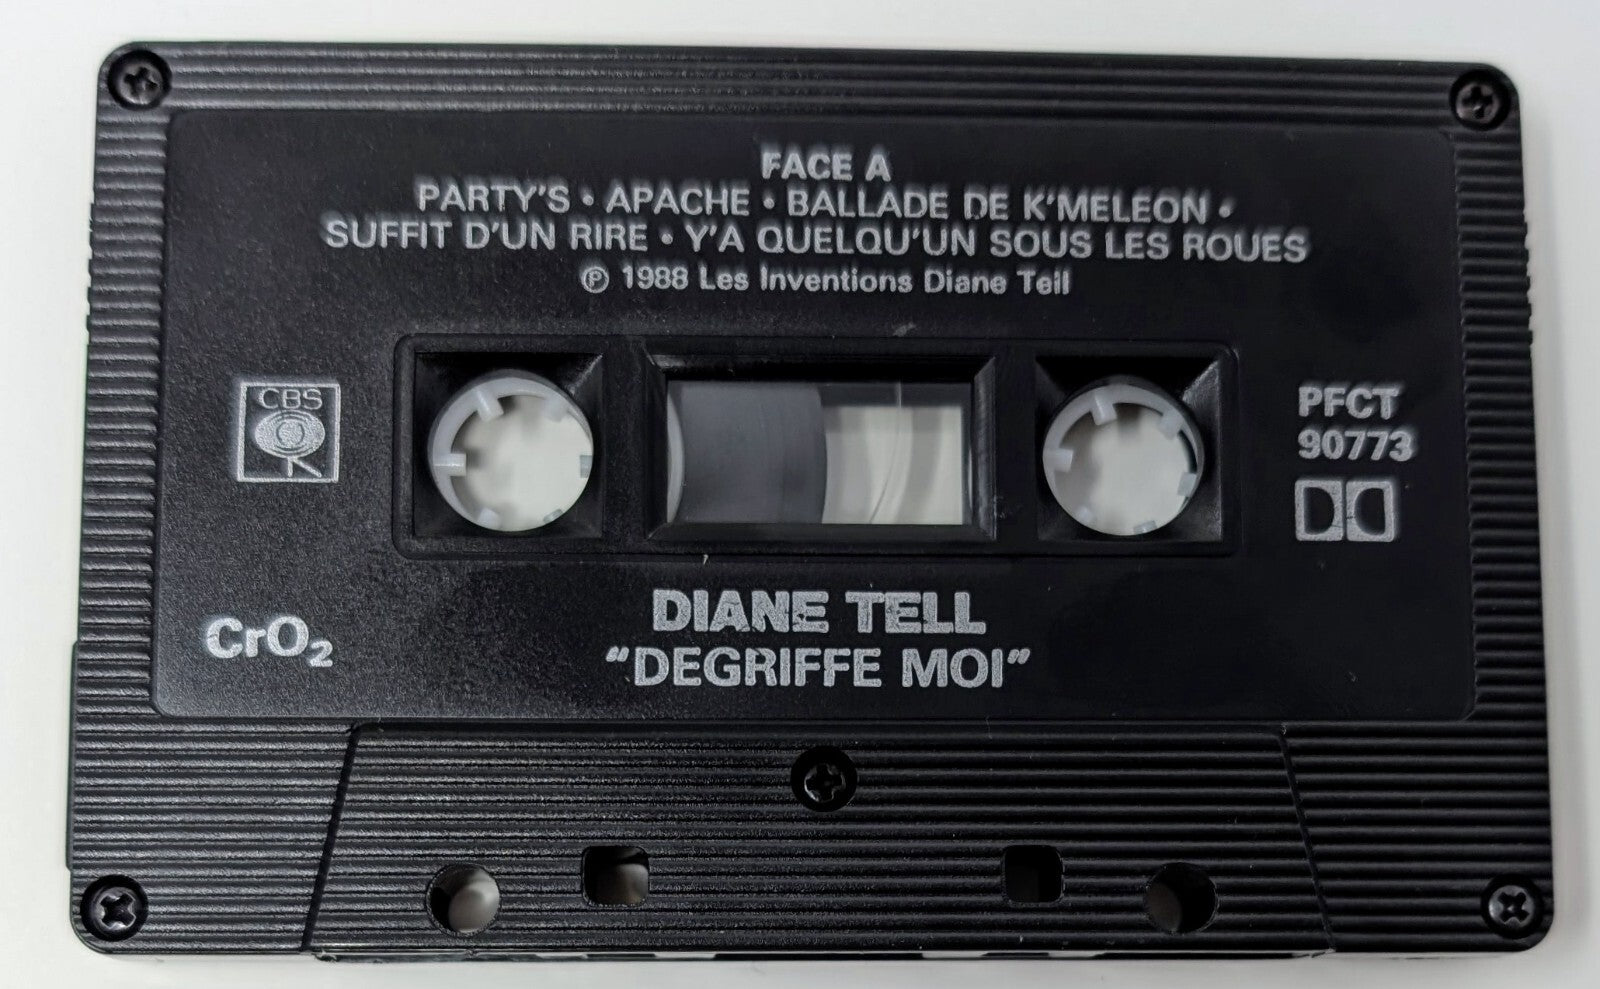 FACE A
PARTY'S • APACHE • BALLADE DE K'MELEON •
SUFFIT D'UN RIRE • Y'A QUELQU'UN SOUS LES ROUES
℗ 1988 Les Inventions Diane Tell
CBS
PFCT
90773
CrO₂
DIANE TELL
"DEGRIFFE MOI"